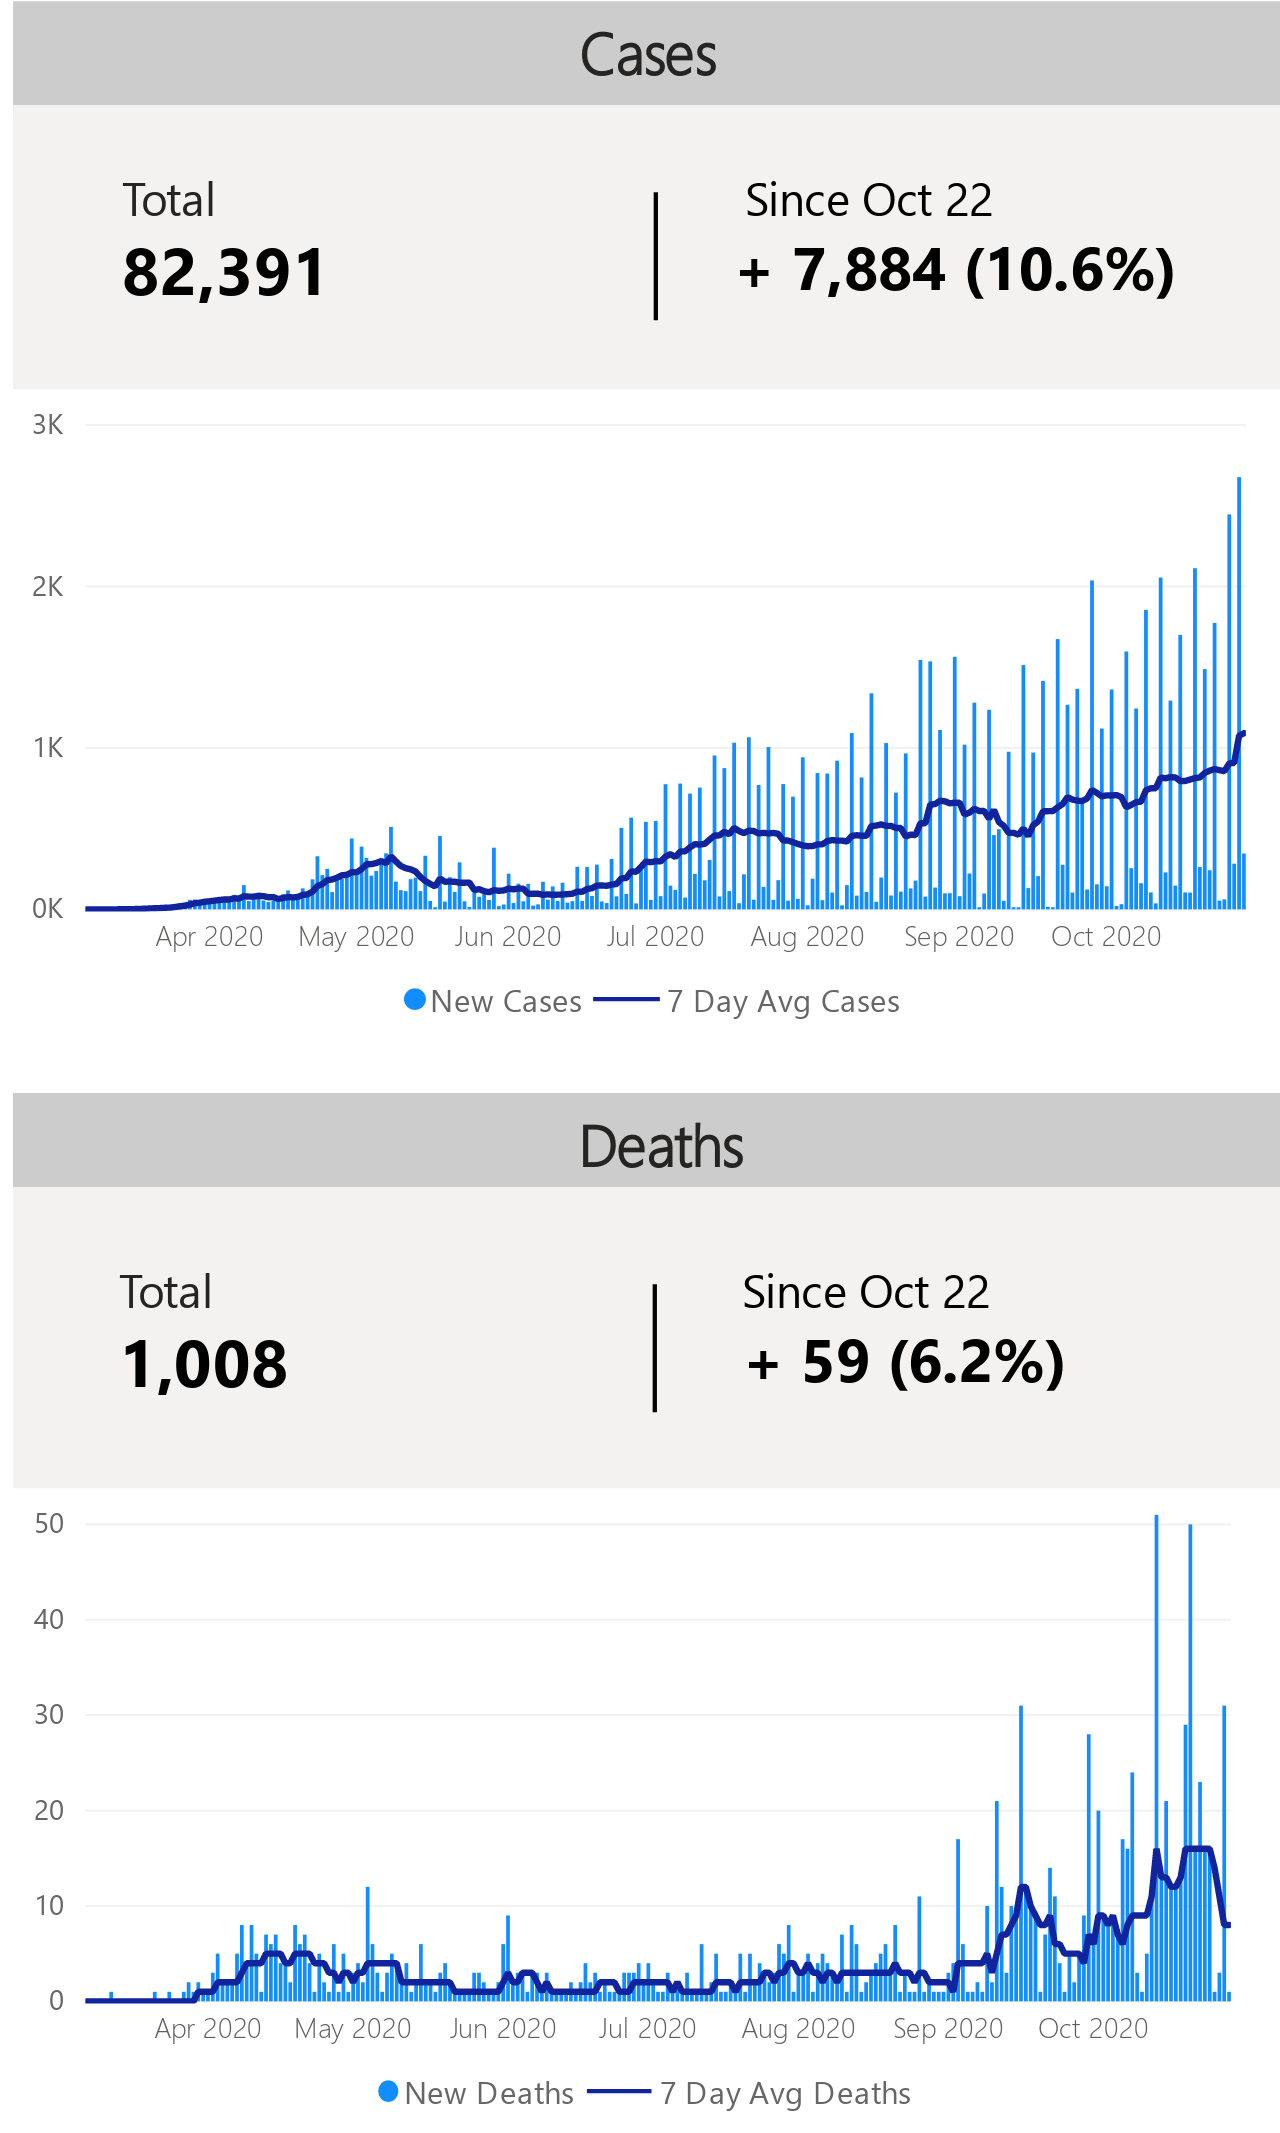 Cases
Total
Since Oct 22
82,391
+ 7,884 (10.6%)
3K
2K
1K
0K
Apr 2020 May 2020 Jun 2020 Jul 2020 Aug 2020 Sep 2020 Oct 2020
New Cases 7 Day Avg Cases
Deaths
Total
Since Oct 22
1,008
+ 59 (6.2%)
50
40
30
20
10
0
Apr 2020 May 2020 Jun 2020 Jul 2020 Aug 2020 Sep 2020 Oct 2020
New Deaths 7 Day Avg Deaths